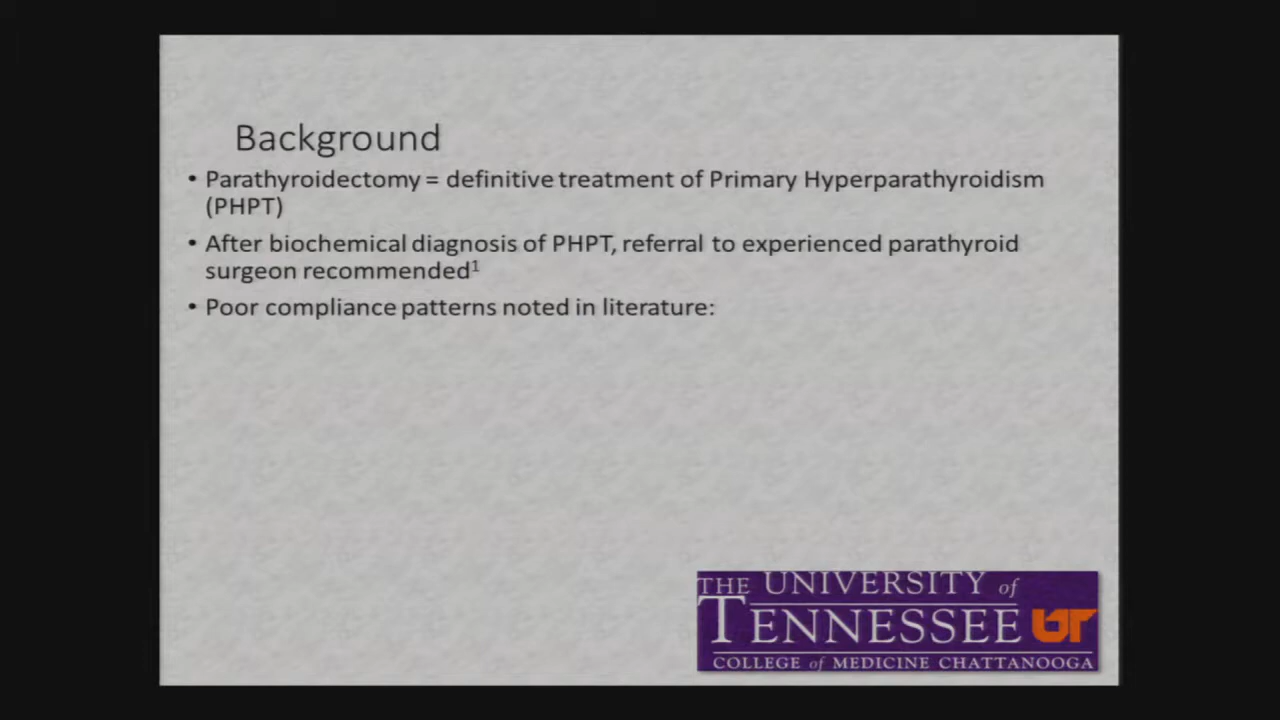 Background
• Parathyroidectomy = definitive treatment of Primary Hyperparathyroidism
(PHPT)
• After biochemical diagnosis of PHPT, referral to experienced parathyroid
surgeon recommended¹
• Poor compliance patterns noted in literature:
THE UNIVERSITY of
TENNESSEE UT
COLLEGE of MEDICINE CHATTANOOGA